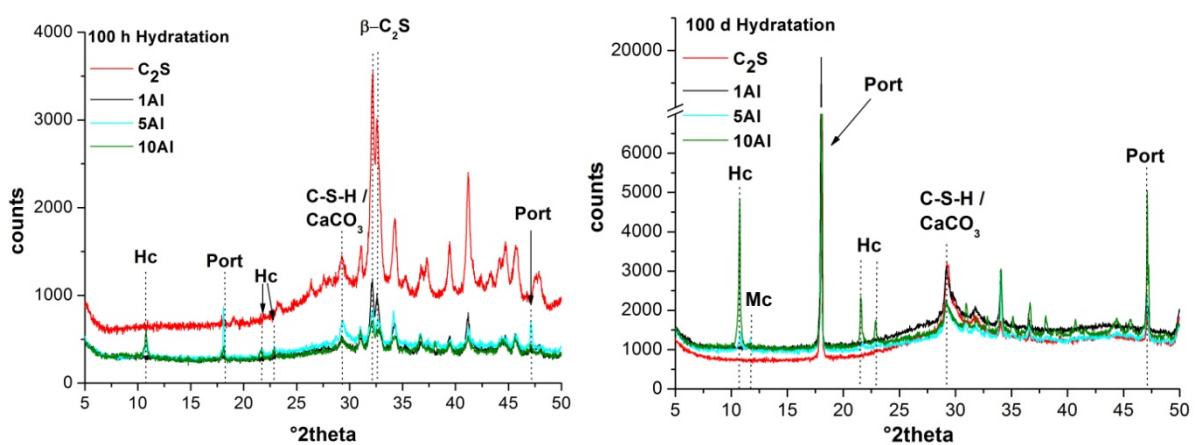 100 h Hydratation
C₂S
1Al
5Al
10Al
β–C₂S
C-S-H /
CaCO₃
Hc
Port
Hc
Port
counts
4000
3000
2000
1000
0
5 10 15 20 25 30 35 40 45 50
°2theta
100 d Hydratation
C₂S
1Al
5Al
10Al
Port
Hc
Mc
Hc
C-S-H /
CaCO₃
Port
counts
20000
6000
5000
4000
3000
2000
1000
0
5 10 15 20 25 30 35 40 45 50
°2theta